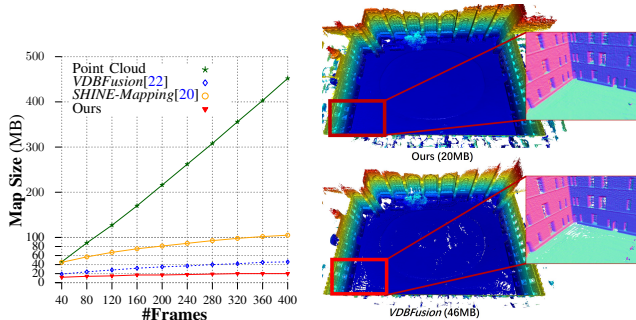 500
400
300
200
100
80
60
40
20
0
Map Size (MB)
Point Cloud
VDBFusion[22]
SHINE-Mapping[20]
Ours
40 80 120 160 200 240 280 320 360 400
#Frames
Ours (20MB)
VDBFusion (46MB)